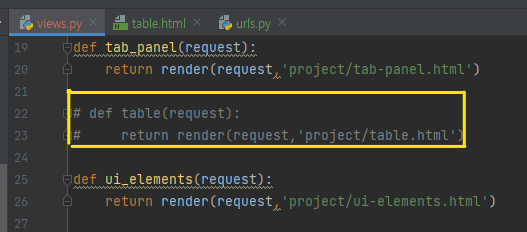 views.py table.html urls.py
19 def tab_panel(request):
20 return render(request,'project/tab-panel.html')
21
22 # def table(request):
23 # return render(request,'project/table.html')
24
25 def ui_elements(request):
26 return render(request,'project/ui-elements.html')
27